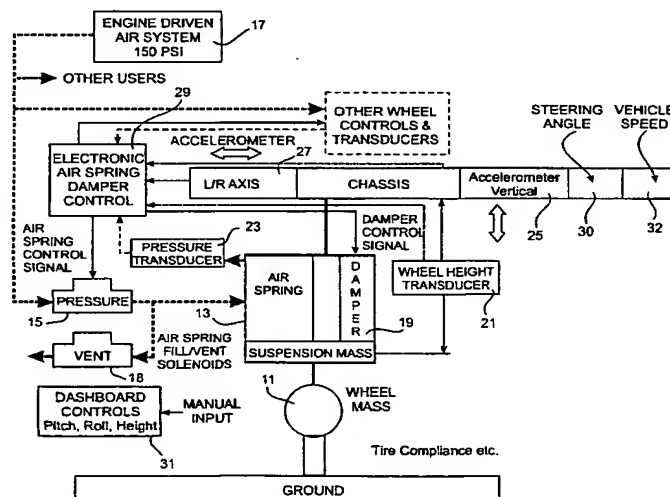 ENGINE DRIVEN
AIR SYSTEM
150 PSI
17
OTHER USERS
29
OTHER WHEEL
CONTROLS &
TRANSDUCERS
STEERING
ANGLE
VEHICLE
SPEED
ACCELEROMETER
27
ELECTRONIC
AIR SPRING
DAMPER
CONTROL
L/R AXIS
CHASSIS
Accelerometer
Vertical
25
30
32
DAMPER
CONTROL
SIGNAL
23
PRESSURE
TRANSDUCER
AIR
SPRING
CONTROL
SIGNAL
AIR
SPRING
DAMPER
WHEEL HEIGHT
TRANSDUCER
21
PRESSURE
15
13
19
SUSPENSION MASS
AIR SPRING
FILL/VENT
SOLENOIDS
VENT
18
11
WHEEL
MASS
DASHBOARD
CONTROLS
Pitch, Roll, Height
31
MANUAL
INPUT
Tire Compliance etc.
GROUND